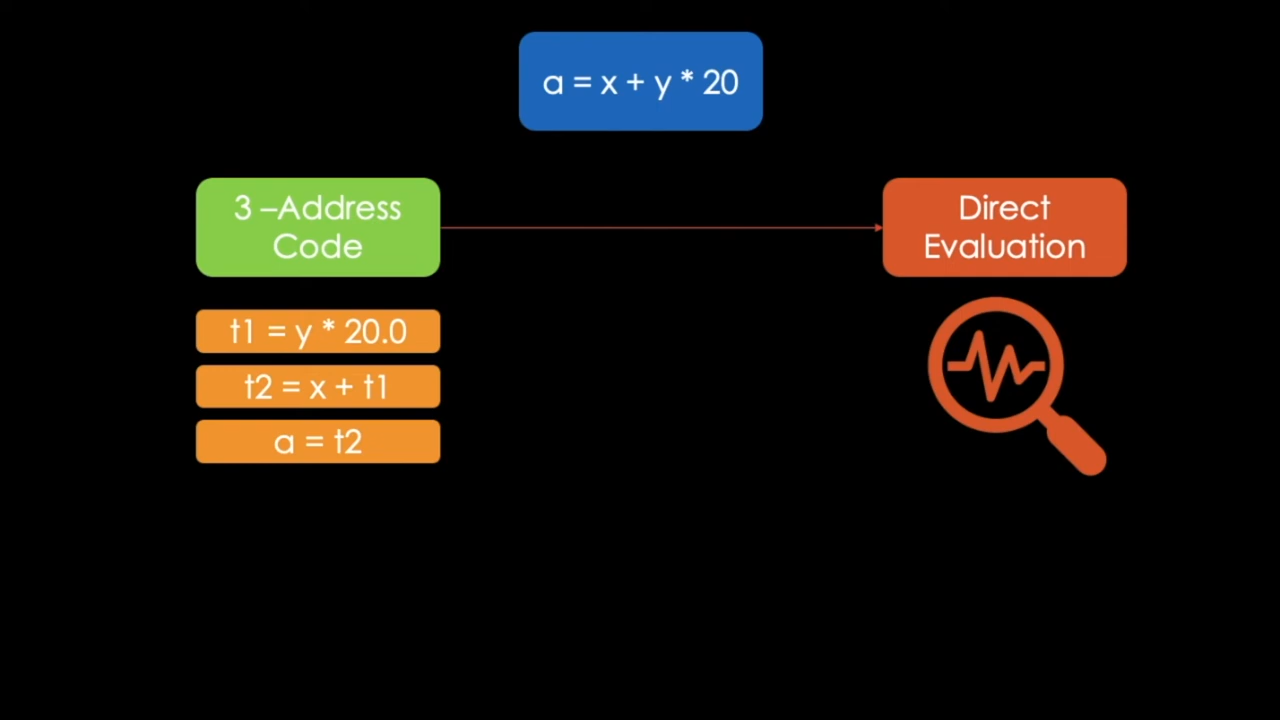 a = x + y * 20
3 –Address
Code
Direct
Evaluation
t1 = y * 20.0
t2 = x + t1
a = t2